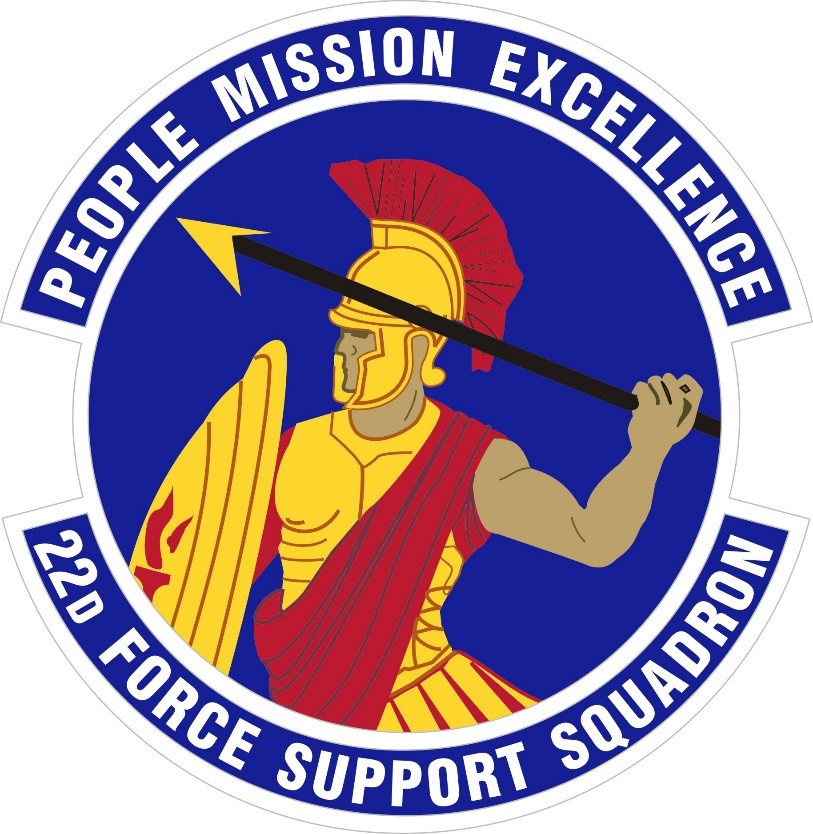 PEOPLE MISSION EXCELLENCE
22D FORCE SUPPORT SQUADRON